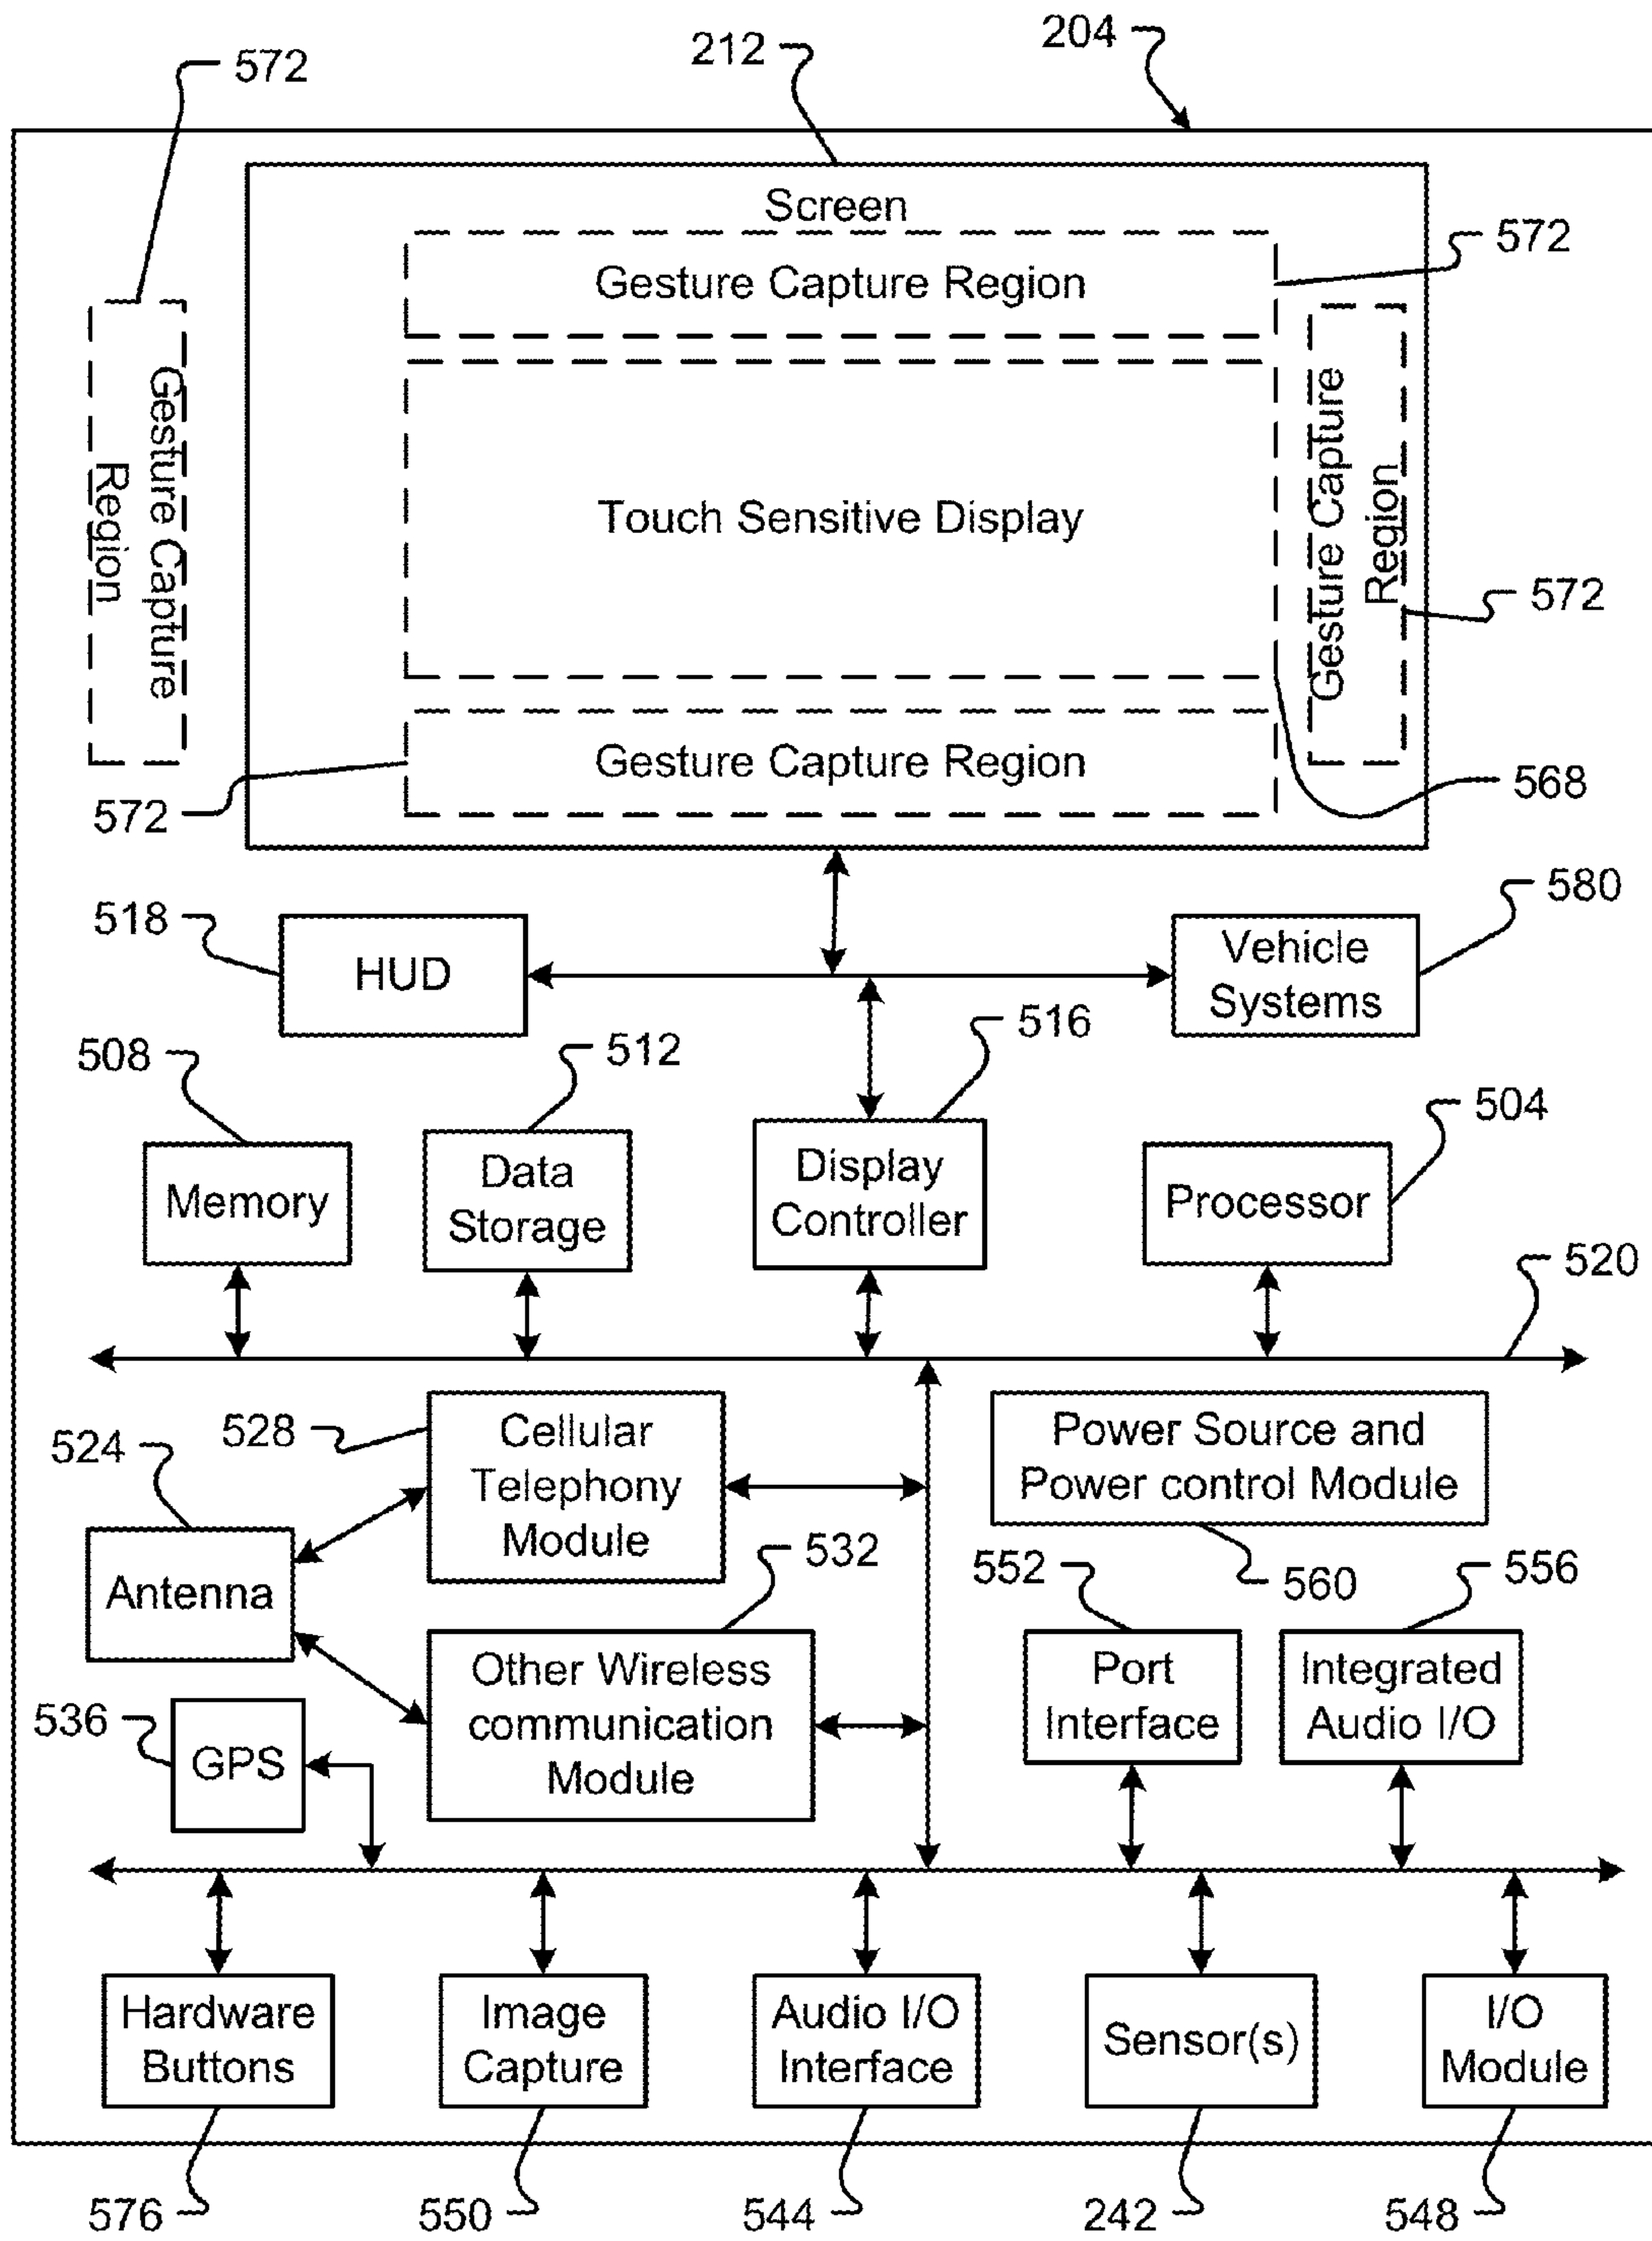 204
212
572
Screen
Gesture Capture Region
572
Gesture Capture
Region
Touch Sensitive Display
Gesture Capture
Region
572
Gesture Capture Region
572
568
518
HUD
Vehicle
Systems
580
508
512
516
504
Memory
Data
Storage
Display
Controller
Processor
520
524
528
Cellular
Telephony
Module
Power Source and
Power control Module
Antenna
532
552
560
556
536
GPS
Other Wireless
communication
Module
Port
Interface
Integrated
Audio I/O
Hardware
Buttons
Image
Capture
Audio I/O
Interface
Sensor(s)
I/O
Module
576
550
544
242
548